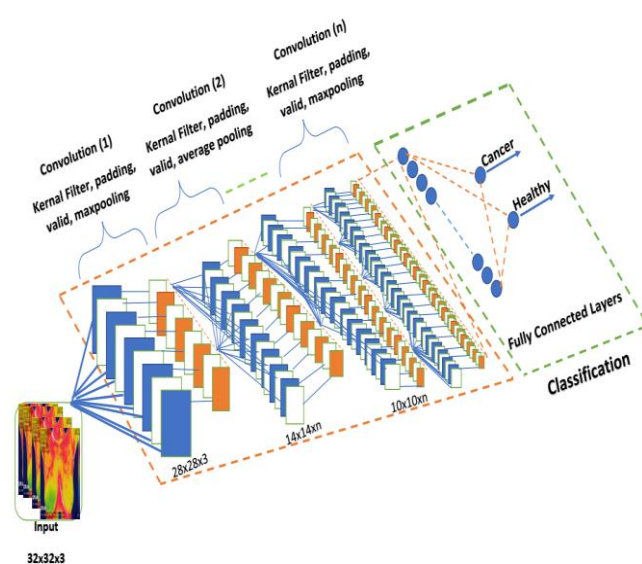 Convolution (1)
Kernal Filter, padding,
valid, maxpooling
Convolution (2)
Kernal Filter, padding,
valid, average pooling
Convolution (n)
Kernal Filter, padding,
valid, maxpooling
Cancer
Healthy
Fully Connected Layers
Classification
28x28x3
14x14xn
10x10xn
Input
32x32x3